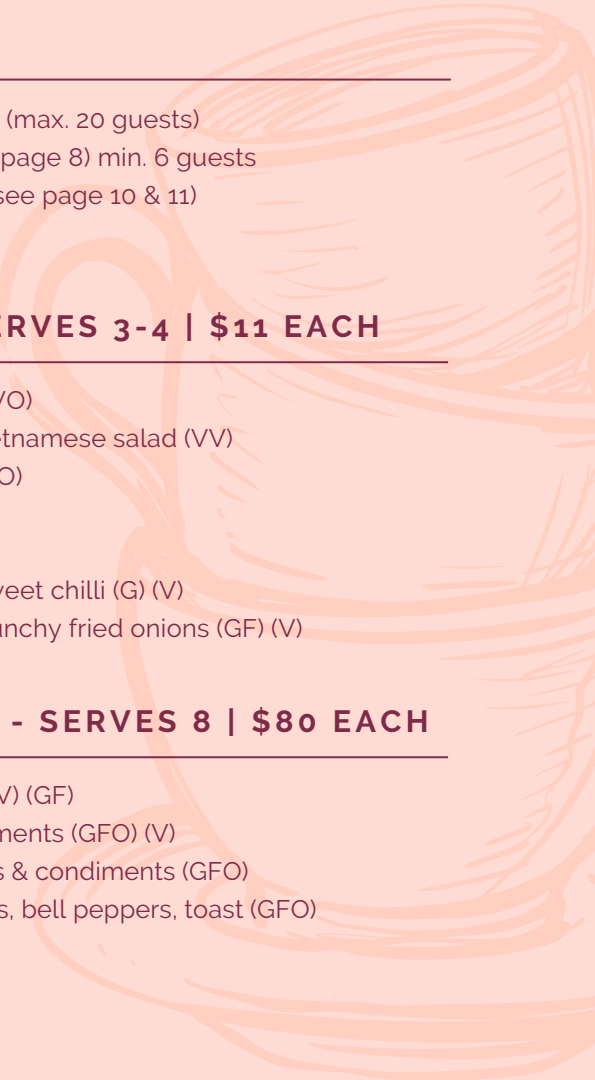 (max. 20 guests)
page 8) min. 6 guests
see page 10 & 11)
ERVES 3-4 | $11 EACH
VO)
etnamese salad (VV)
O)
veet chilli (G) (V)
unchy fried onions (GF) (V)
- SERVES 8 | $80 EACH
V) (GF)
ments (GFO) (V)
s & condiments (GFO)
s, bell peppers, toast (GFO)